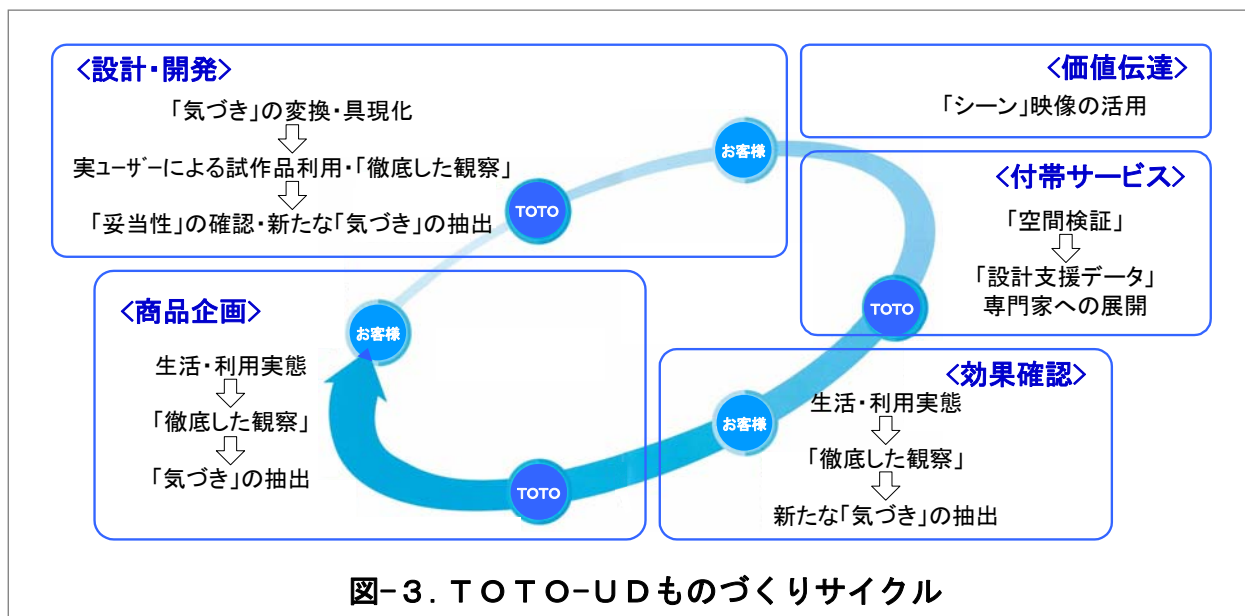 <設計・開発>
「気づき」の変換・具現化
実ユーザーによる試作品利用・「徹底した観察」
「妥当性」の確認・新たな「気づき」の抽出
TOTO
お客様
<価値伝達>
「シーン」映像の活用
<付帯サービス>
「空間検証」
「設計支援データ」
専門家への展開
TOTO
<商品企画>
生活・利用実態
「徹底した観察」
「気づき」の抽出
お客様
TOTO
<効果確認>
生活・利用実態
「徹底した観察」
新たな「気づき」の抽出
お客様
図-3.TOTO-UDものづくりサイクル